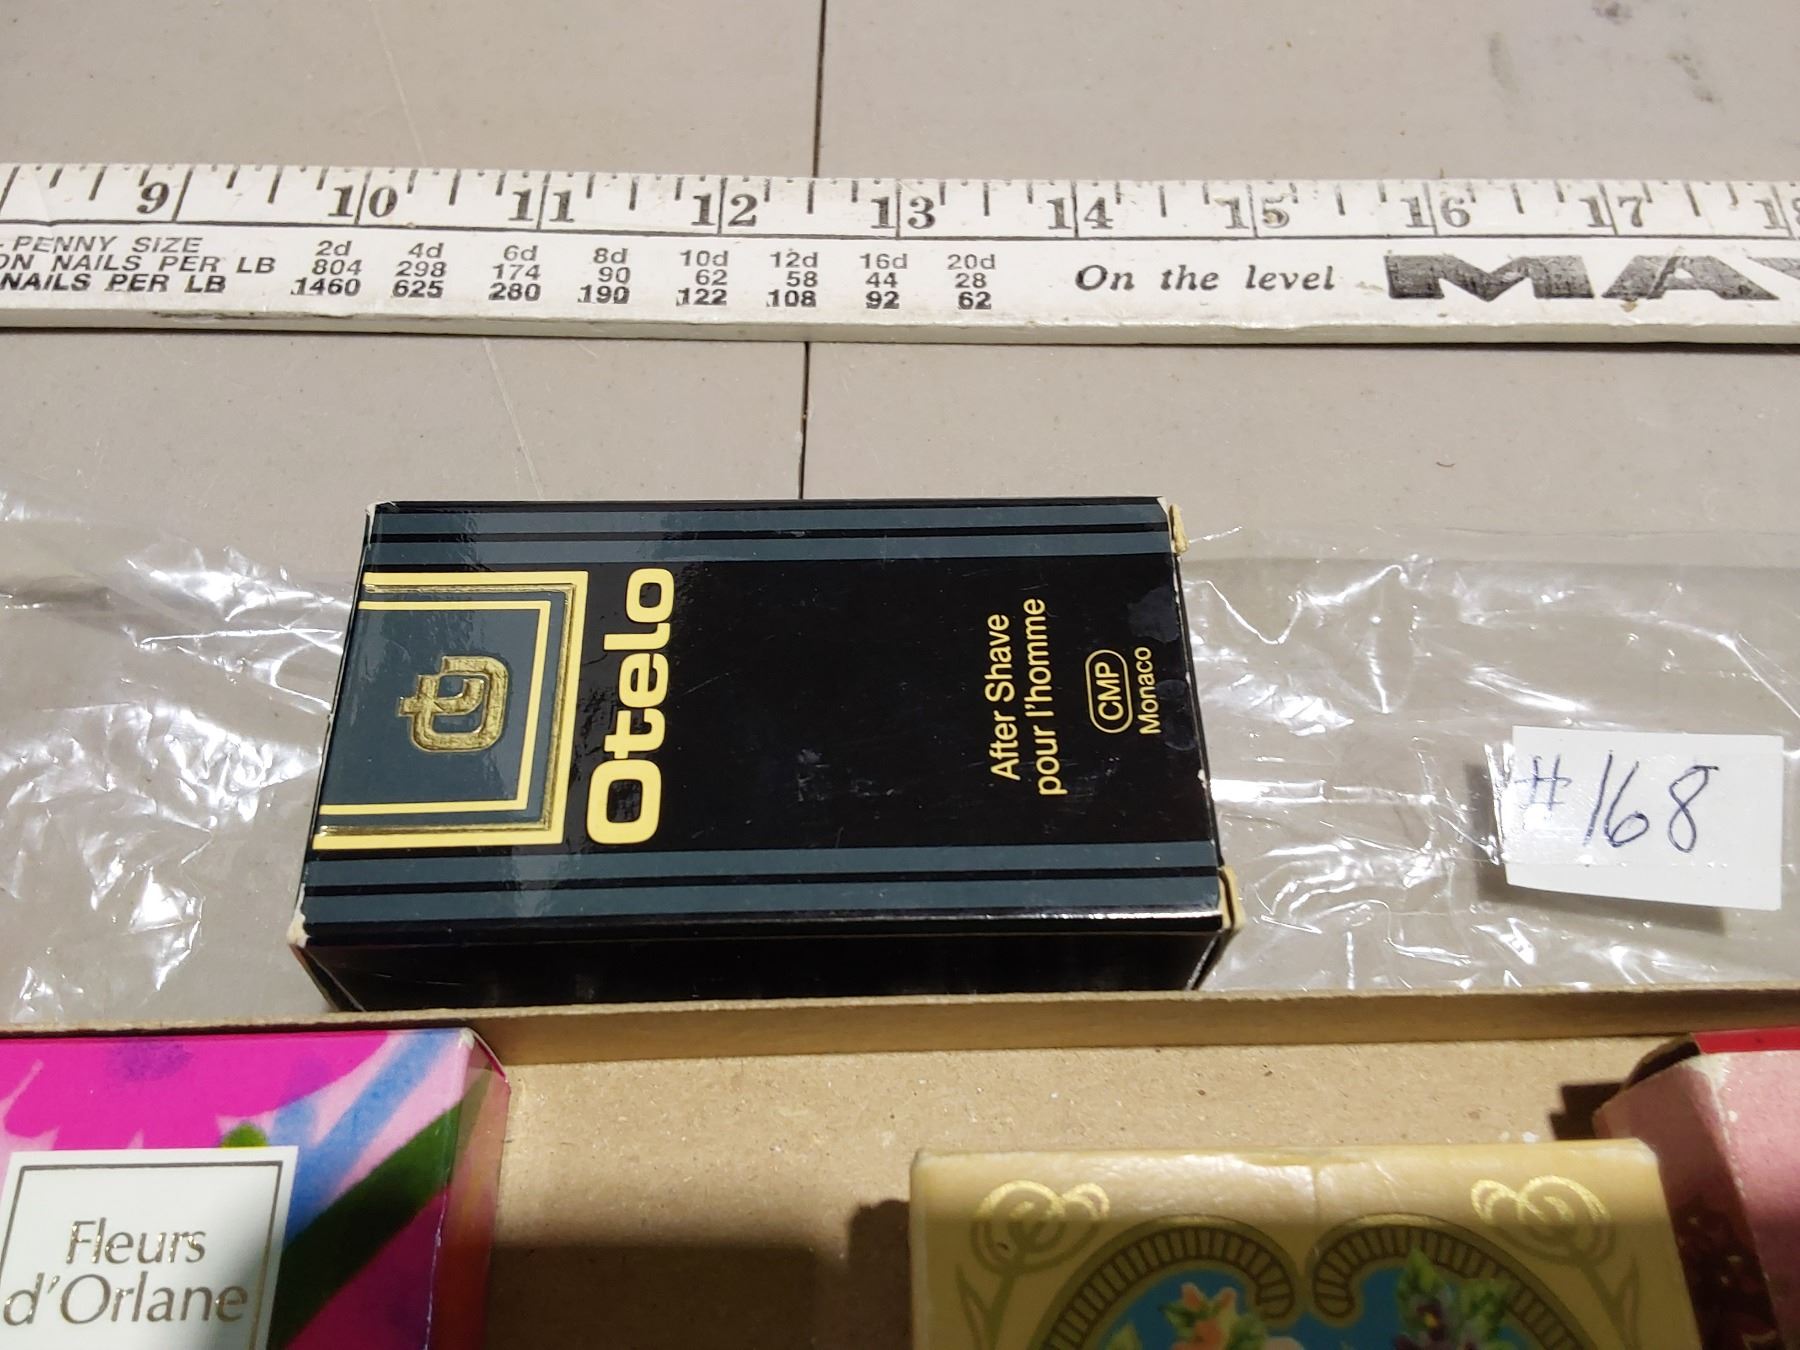 9 10 11 12 13 14 15 16 17 18
PENNY SIZE 2d 4d 6d 8d 10d 12d 16d 20d
NAILS PER LB 804 298 174 90 62 58 44 28
NAILS PER LB 1460 625 280 190 122 108 92 62
On the level
Otelo
After Shave
pour l'homme
CMP
Monaco
#168
Fleurs
d'Orlane